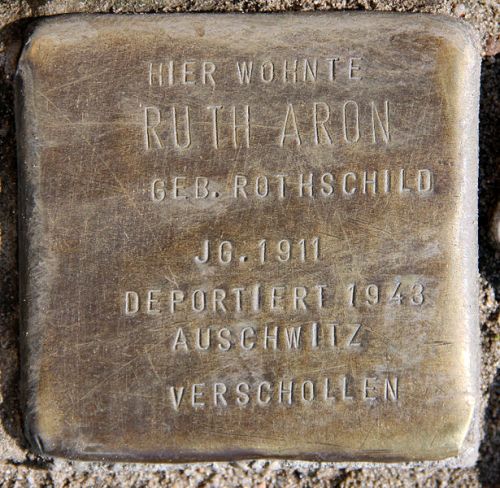 HIER WOHNTE
RUTH ARON
GEB. ROTHSCHILD
JG. 1911
DEPORTIERT 1943
AUSCHWITZ
VERSCHOLLEN